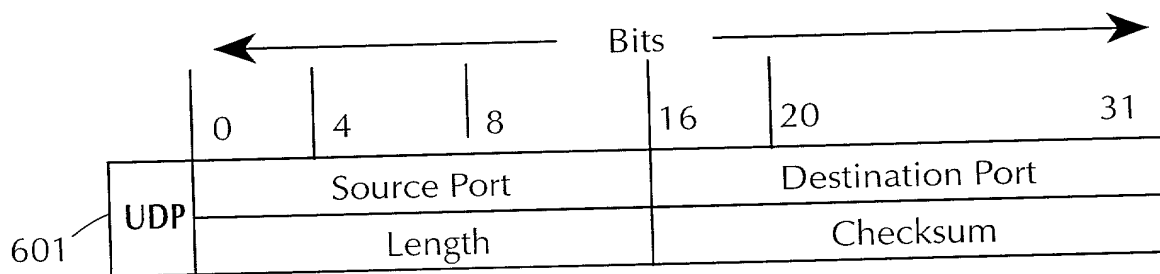 Bits
0 4 8 16 20 31
UDP Source Port Destination Port
601 Length Checksum